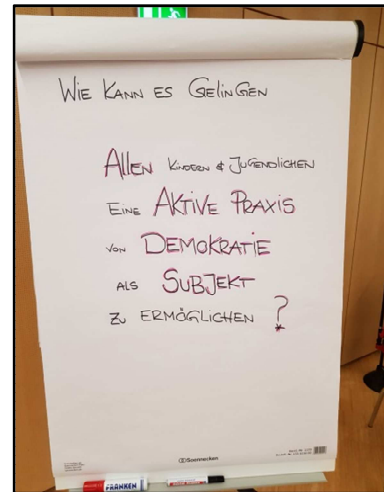 WIE KANN ES GELINGEN
ALLEN KINDERN & JUGENDLICHEN
EINE AKTIVE PRAXIS
VON DEMOKRATIE
ALS SUBJEKT
ZU ERMÖGLICHEN ?
Soennecken
FRANKEN